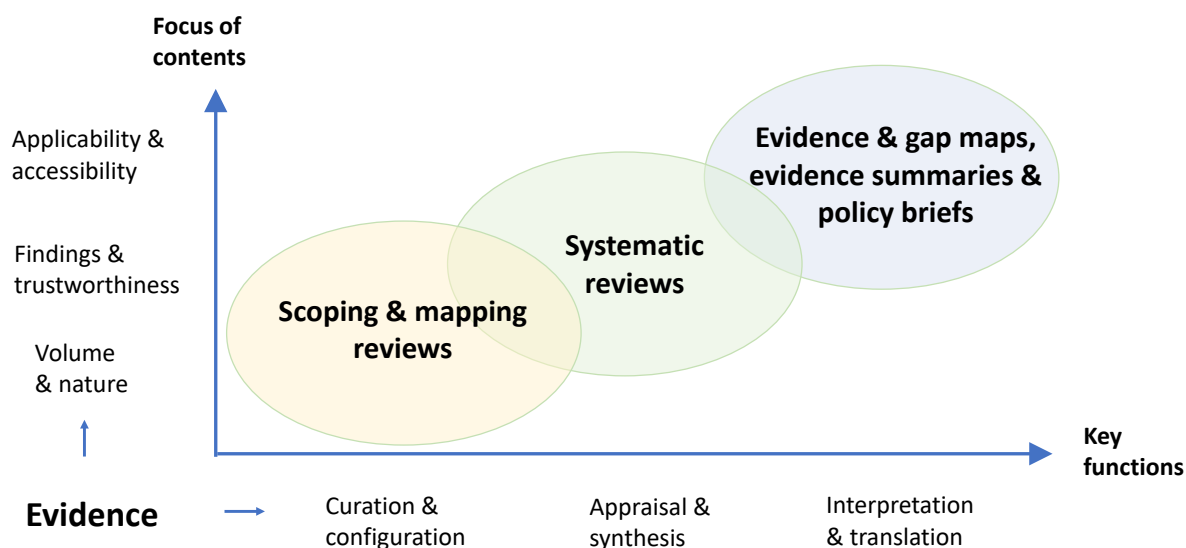 Focus of
contents
Applicability &
accessibility
Findings &
trustworthiness
Volume
& nature
Evidence & gap maps,
evidence summaries &
policy briefs
Systematic
reviews
Scoping & mapping
reviews
Key
functions
Evidence
Curation &
configuration
Appraisal &
synthesis
Interpretation
& translation